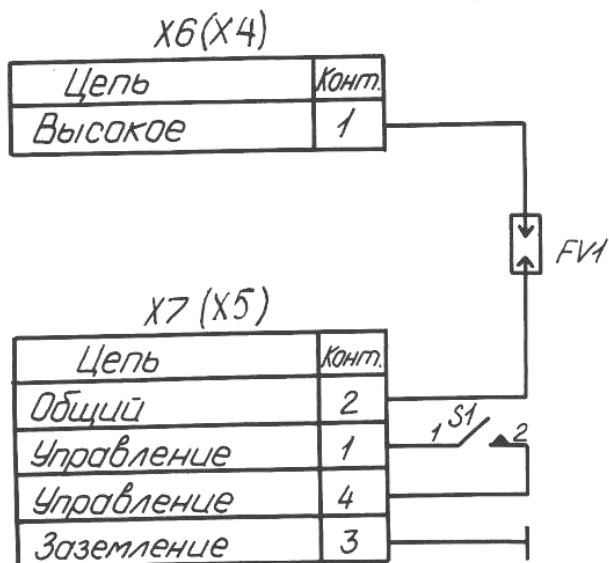 X6(X4)
Цепь Конт.
Высокое 1
FV1
X7 (X5)
Цепь Конт.
Общий 2
Управление 1
1 S1 2
Управление 4
Заземление 3